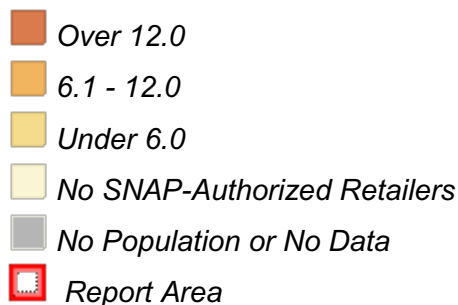 Over 12.0
6.1 - 12.0
Under 6.0
No SNAP-Authorized Retailers
No Population or No Data
Report Area